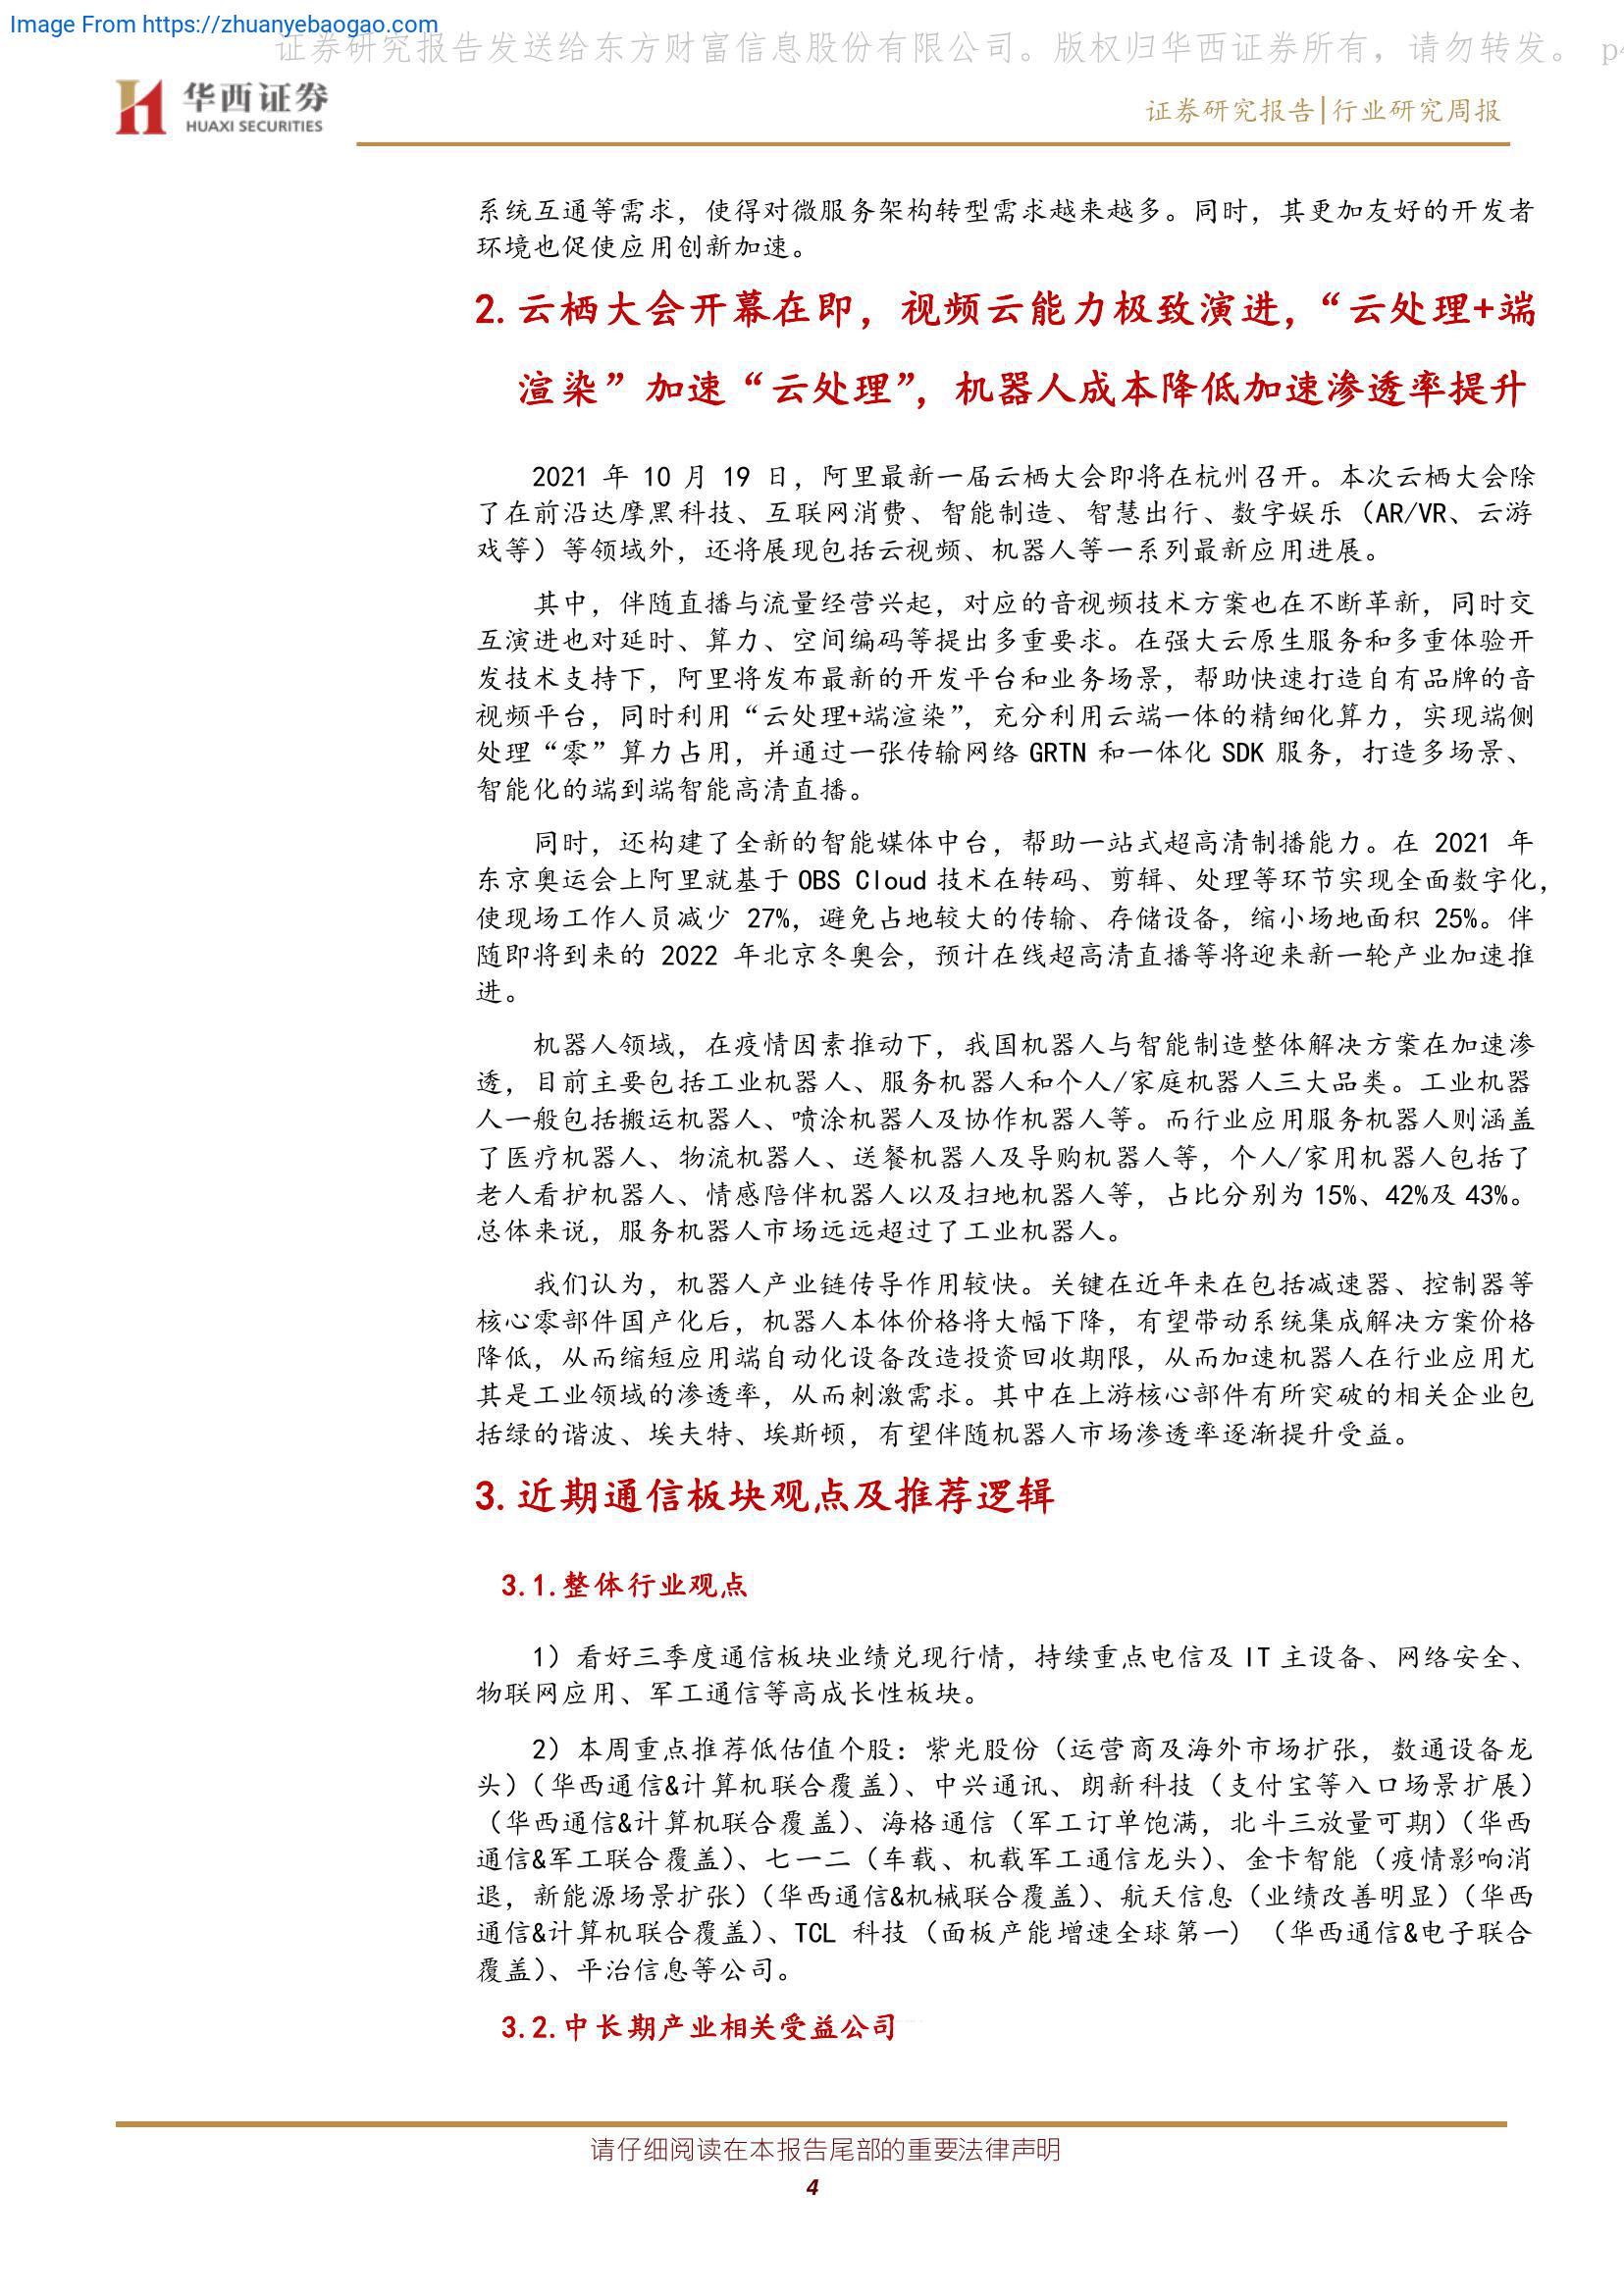 Image From https://zhuanyebaogao.com
证券研究报告发送给东方财富信息股份有限公司。版权归华西证券所有，请勿转发。 p4
华西证券
HUAXI SECURITIES
证券研究报告|行业研究周报
系统互通等需求，使得对微服务架构转型需求越来越多。同时，其更加友好的开发者
环境也促使应用创新加速。
2. 云栖大会开幕在即，视频云能力极致演进，“云处理+端
渲染”加速“云处理”，机器人成本降低加速渗透率提升
2021 年 10 月 19 日，阿里最新一届云栖大会即将在杭州召开。本次云栖大会除
了在前沿达摩黑科技、互联网消费、智能制造、智慧出行、数字娱乐（AR/VR、云游
戏等）等领域外，还将展现包括云视频、机器人等一系列最新应用进展。
其中，伴随直播与流量经营兴起，对应的音视频技术方案也在不断革新，同时交
互演进也对延时、算力、空间编码等提出多重要求。在强大云原生服务和多重体验开
发技术支持下，阿里将发布最新的开发平台和业务场景，帮助快速打造自有品牌的音
视频平台，同时利用“云处理+端渲染”，充分利用云端一体的精细化算力，实现端侧
处理“零”算力占用，并通过一张传输网络 GRTN 和一体化 SDK 服务，打造多场景、
智能化的端到端智能高清直播。
同时，还构建了全新的智能媒体中台，帮助一站式超高清制播能力。在 2021 年
东京奥运会上阿里就基于 OBS Cloud 技术在转码、剪辑、处理等环节实现全面数字化，
使现场工作人员减少 27%，避免占地较大的传输、存储设备，缩小场地面积 25%。伴
随即将到来的 2022 年北京冬奥会，预计在线超高清直播等将迎来新一轮产业加速推
进。
机器人领域，在疫情因素推动下，我国机器人与智能制造整体解决方案在加速渗
透，目前主要包括工业机器人、服务机器人和个人/家庭机器人三大品类。工业机器
人一般包括搬运机器人、喷涂机器人及协作机器人等。而行业应用服务机器人则涵盖
了医疗机器人、物流机器人、送餐机器人及导购机器人等，个人/家用机器人包括了
老人看护机器人、情感陪伴机器人以及扫地机器人等，占比分别为 15%、42%及 43%。
总体来说，服务机器人市场远远超过了工业机器人。
我们认为，机器人产业链传导作用较快。关键在近年来在包括减速器、控制器等
核心零部件国产化后，机器人本体价格将大幅下降，有望带动系统集成解决方案价格
降低，从而缩短应用端自动化设备改造投资回收期限，从而加速机器人在行业应用尤
其是工业领域的渗透率，从而刺激需求。其中在上游核心部件有所突破的相关企业包
括绿的谐波、埃夫特、埃斯顿，有望伴随机器人市场渗透率逐渐提升受益。
3. 近期通信板块观点及推荐逻辑
3.1.整体行业观点
1）看好三季度通信板块业绩兑现行情，持续重点电信及 IT 主设备、网络安全、
物联网应用、军工通信等高成长性板块。
2）本周重点推荐低估值个股：紫光股份（运营商及海外市场扩张，数通设备龙
头）（华西通信&计算机联合覆盖）、中兴通讯、朗新科技（支付宝等入口场景扩展）
（华西通信&计算机联合覆盖）、海格通信（军工订单饱满，北斗三放量可期）（华西
通信&军工联合覆盖）、七一二（车载、机载军工通信龙头）、金卡智能（疫情影响消
退，新能源场景扩张）（华西通信&机械联合覆盖）、航天信息（业绩改善明显）（华西
通信&计算机联合覆盖）、TCL 科技（面板产能增速全球第一）（华西通信&电子联合
覆盖）、平治信息等公司。
3.2.中长期产业相关受益公司
请仔细阅读在本报告尾部的重要法律声明
4